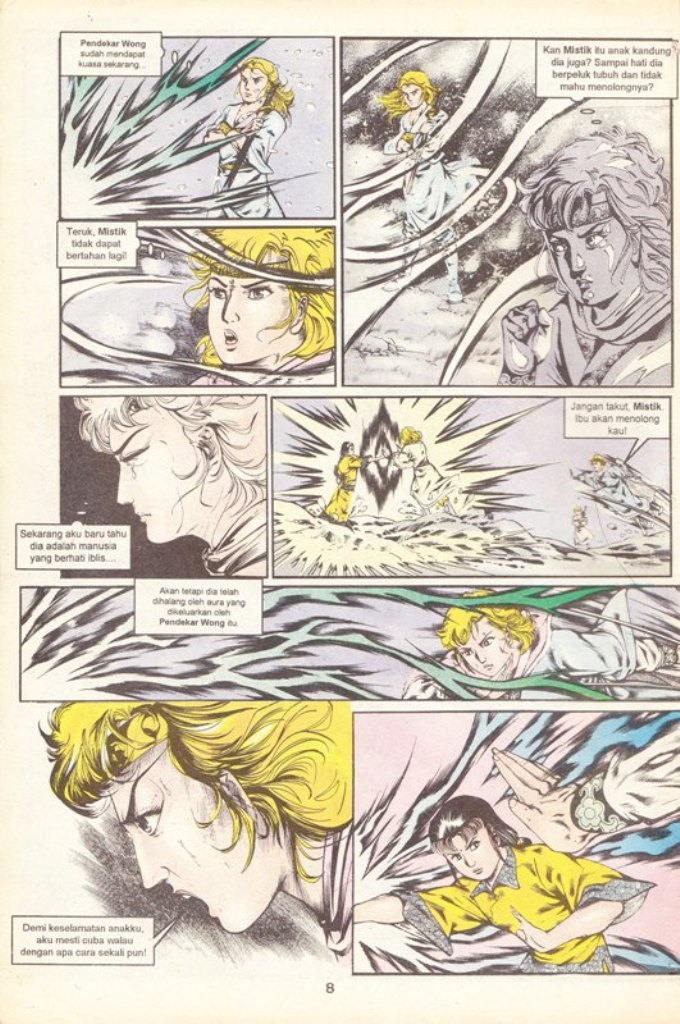 Pendekar Wong
sudah mendapat
kuasa sekarang...
Kan Mistik itu anak kandung
dia juga? Sampai hati dia
berpeluk tubuh dan tidak
mahu menolongnya?
Teruk, Mistik
tidak dapat
bertahan lagi!
Sekarang aku baru tahu
dia adalah manusia
yang berhati iblis....
Jangan takut, Mistik.
Ibu akan menolong
kau!
Akan tetapi dia telah
dihalang oleh aura yang
dikeluarkan oleh
Pendekar Wong itu.
Demi keselamatan anakku,
aku mesti cuba walau
dengan apa cara sekali pun!
8